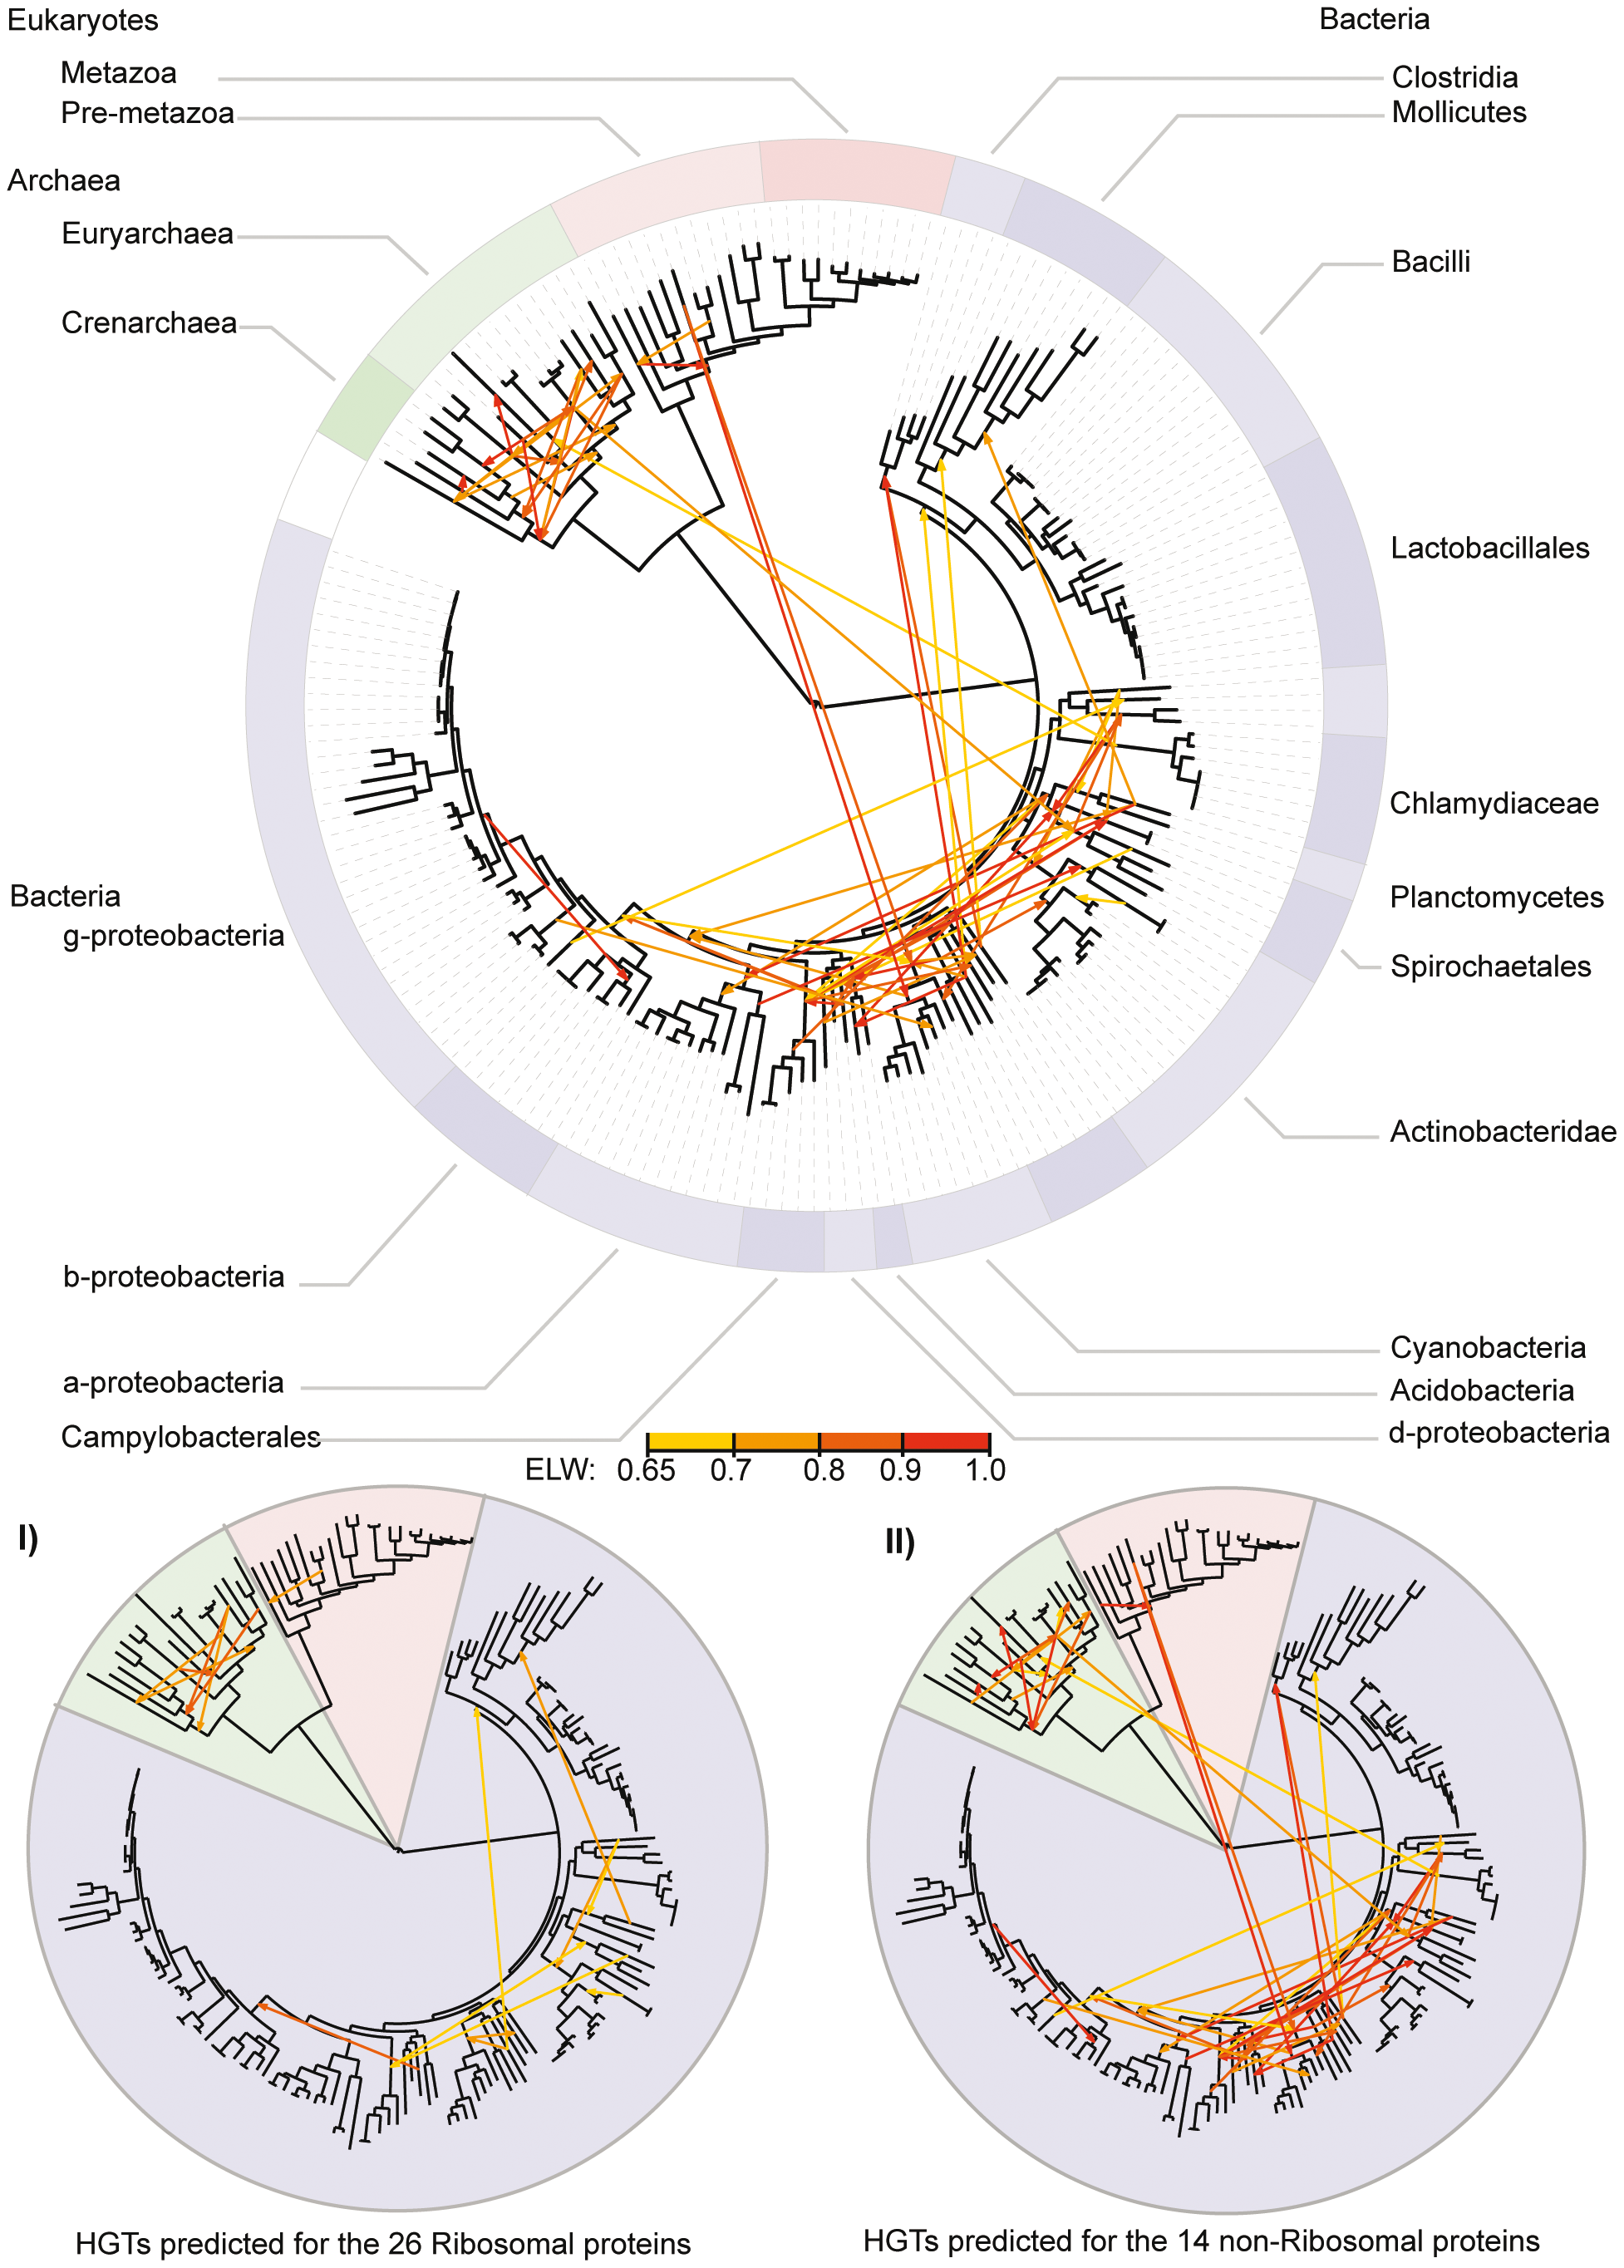 Eukaryotes
Metazoa
Pre-metazoa
Archaea
Euryarchaea
Crenarchaea
Bacteria
Clostridia
Mollicutes
Bacilli
Lactobacillales
Chlamydiaceae
Planctomycetes
Spirochaetales
Actinobacteridae
Cyanobacteria
Acidobacteria
d-proteobacteria
Bacteria
g-proteobacteria
b-proteobacteria
a-proteobacteria
Campylobacterales
ELW: 0.65 0.7 0.8 0.9 1.0
I)
II)
HGTs predicted for the 26 Ribosomal proteins
HGTs predicted for the 14 non-Ribosomal proteins